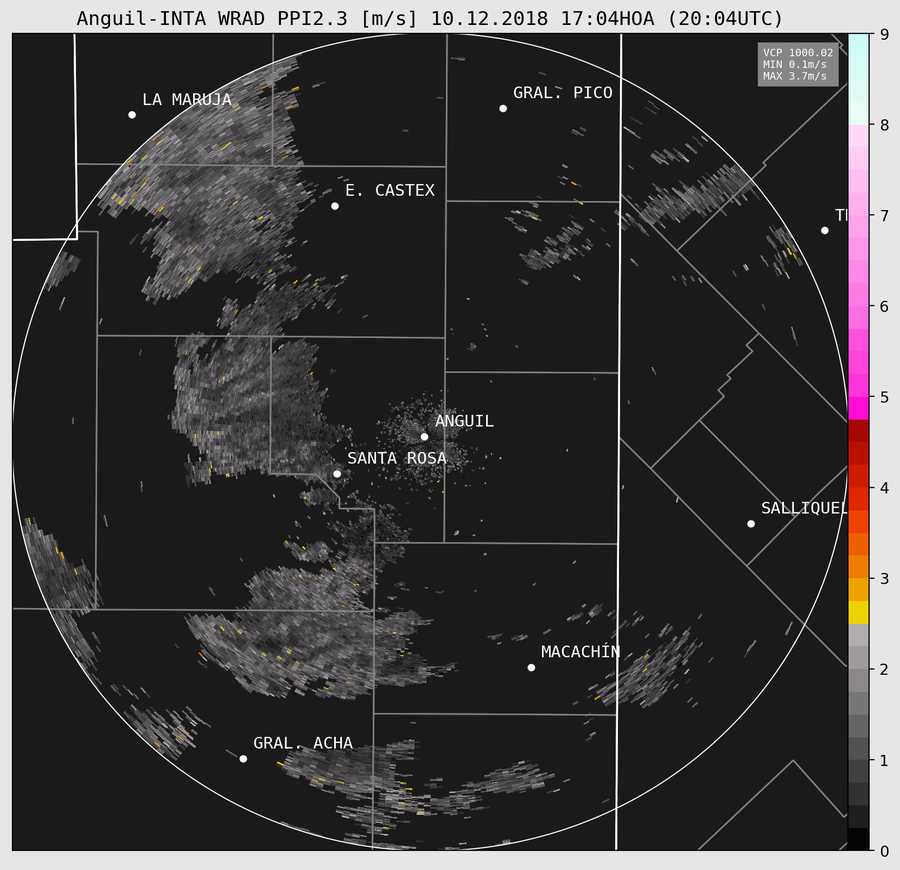 Anguil-INTA WRAD PPI2.3 [m/s] 10.12.2018 17:04HOA (20:04UTC)
VCP 1000.02
MIN 0.1m/s
MAX 3.7m/s
9
8
7
6
5
4
3
2
1
0
LA MARUJA
GRAL. PICO
E. CASTEX
ANGUIL
SANTA ROSA
SALLIQUEL
MACACHÍN
GRAL. ACHA